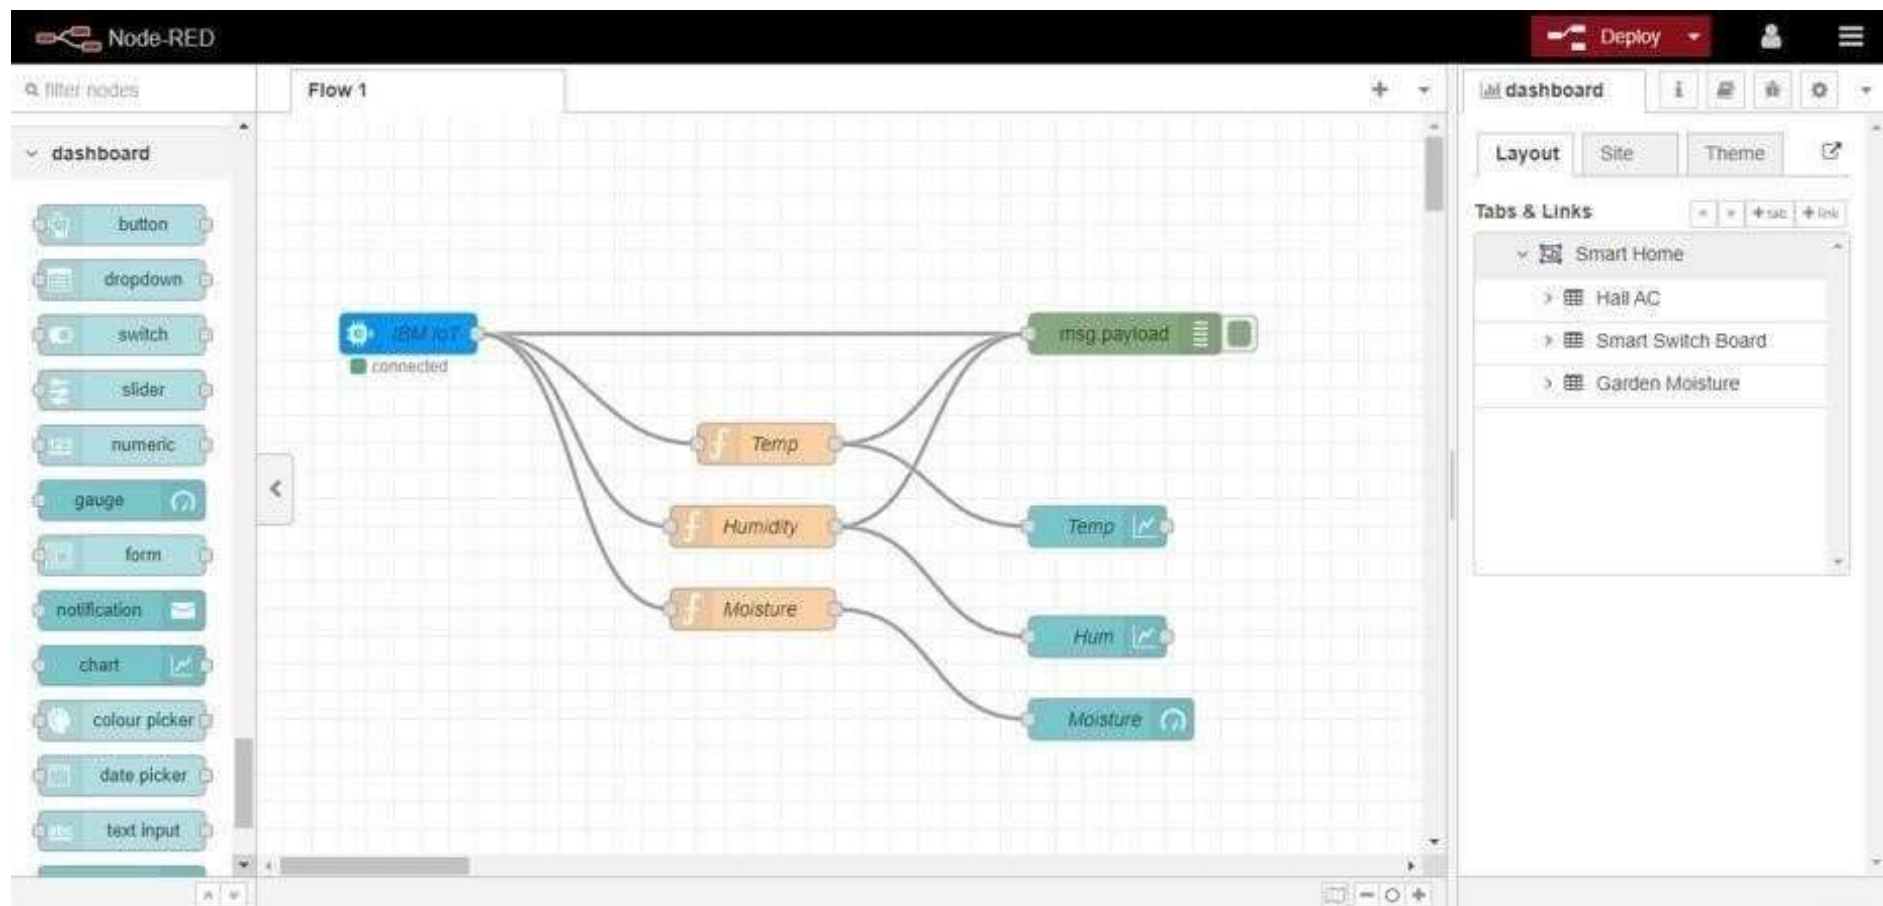 Node-RED
Deploy
filter nodes
Flow 1
dashboard
dashboard
button
dropdown
switch
slider
numeric
gauge
form
notification
chart
colour picker
date picker
text input
IBM IoT
connected
msg.payload
Temp
Humidity
Moisture
Temp
Hum
Moisture
Layout
Site
Theme
Tabs & Links
+ tab
+ link
Smart Home
Hall AC
Smart Switch Board
Garden Moisture